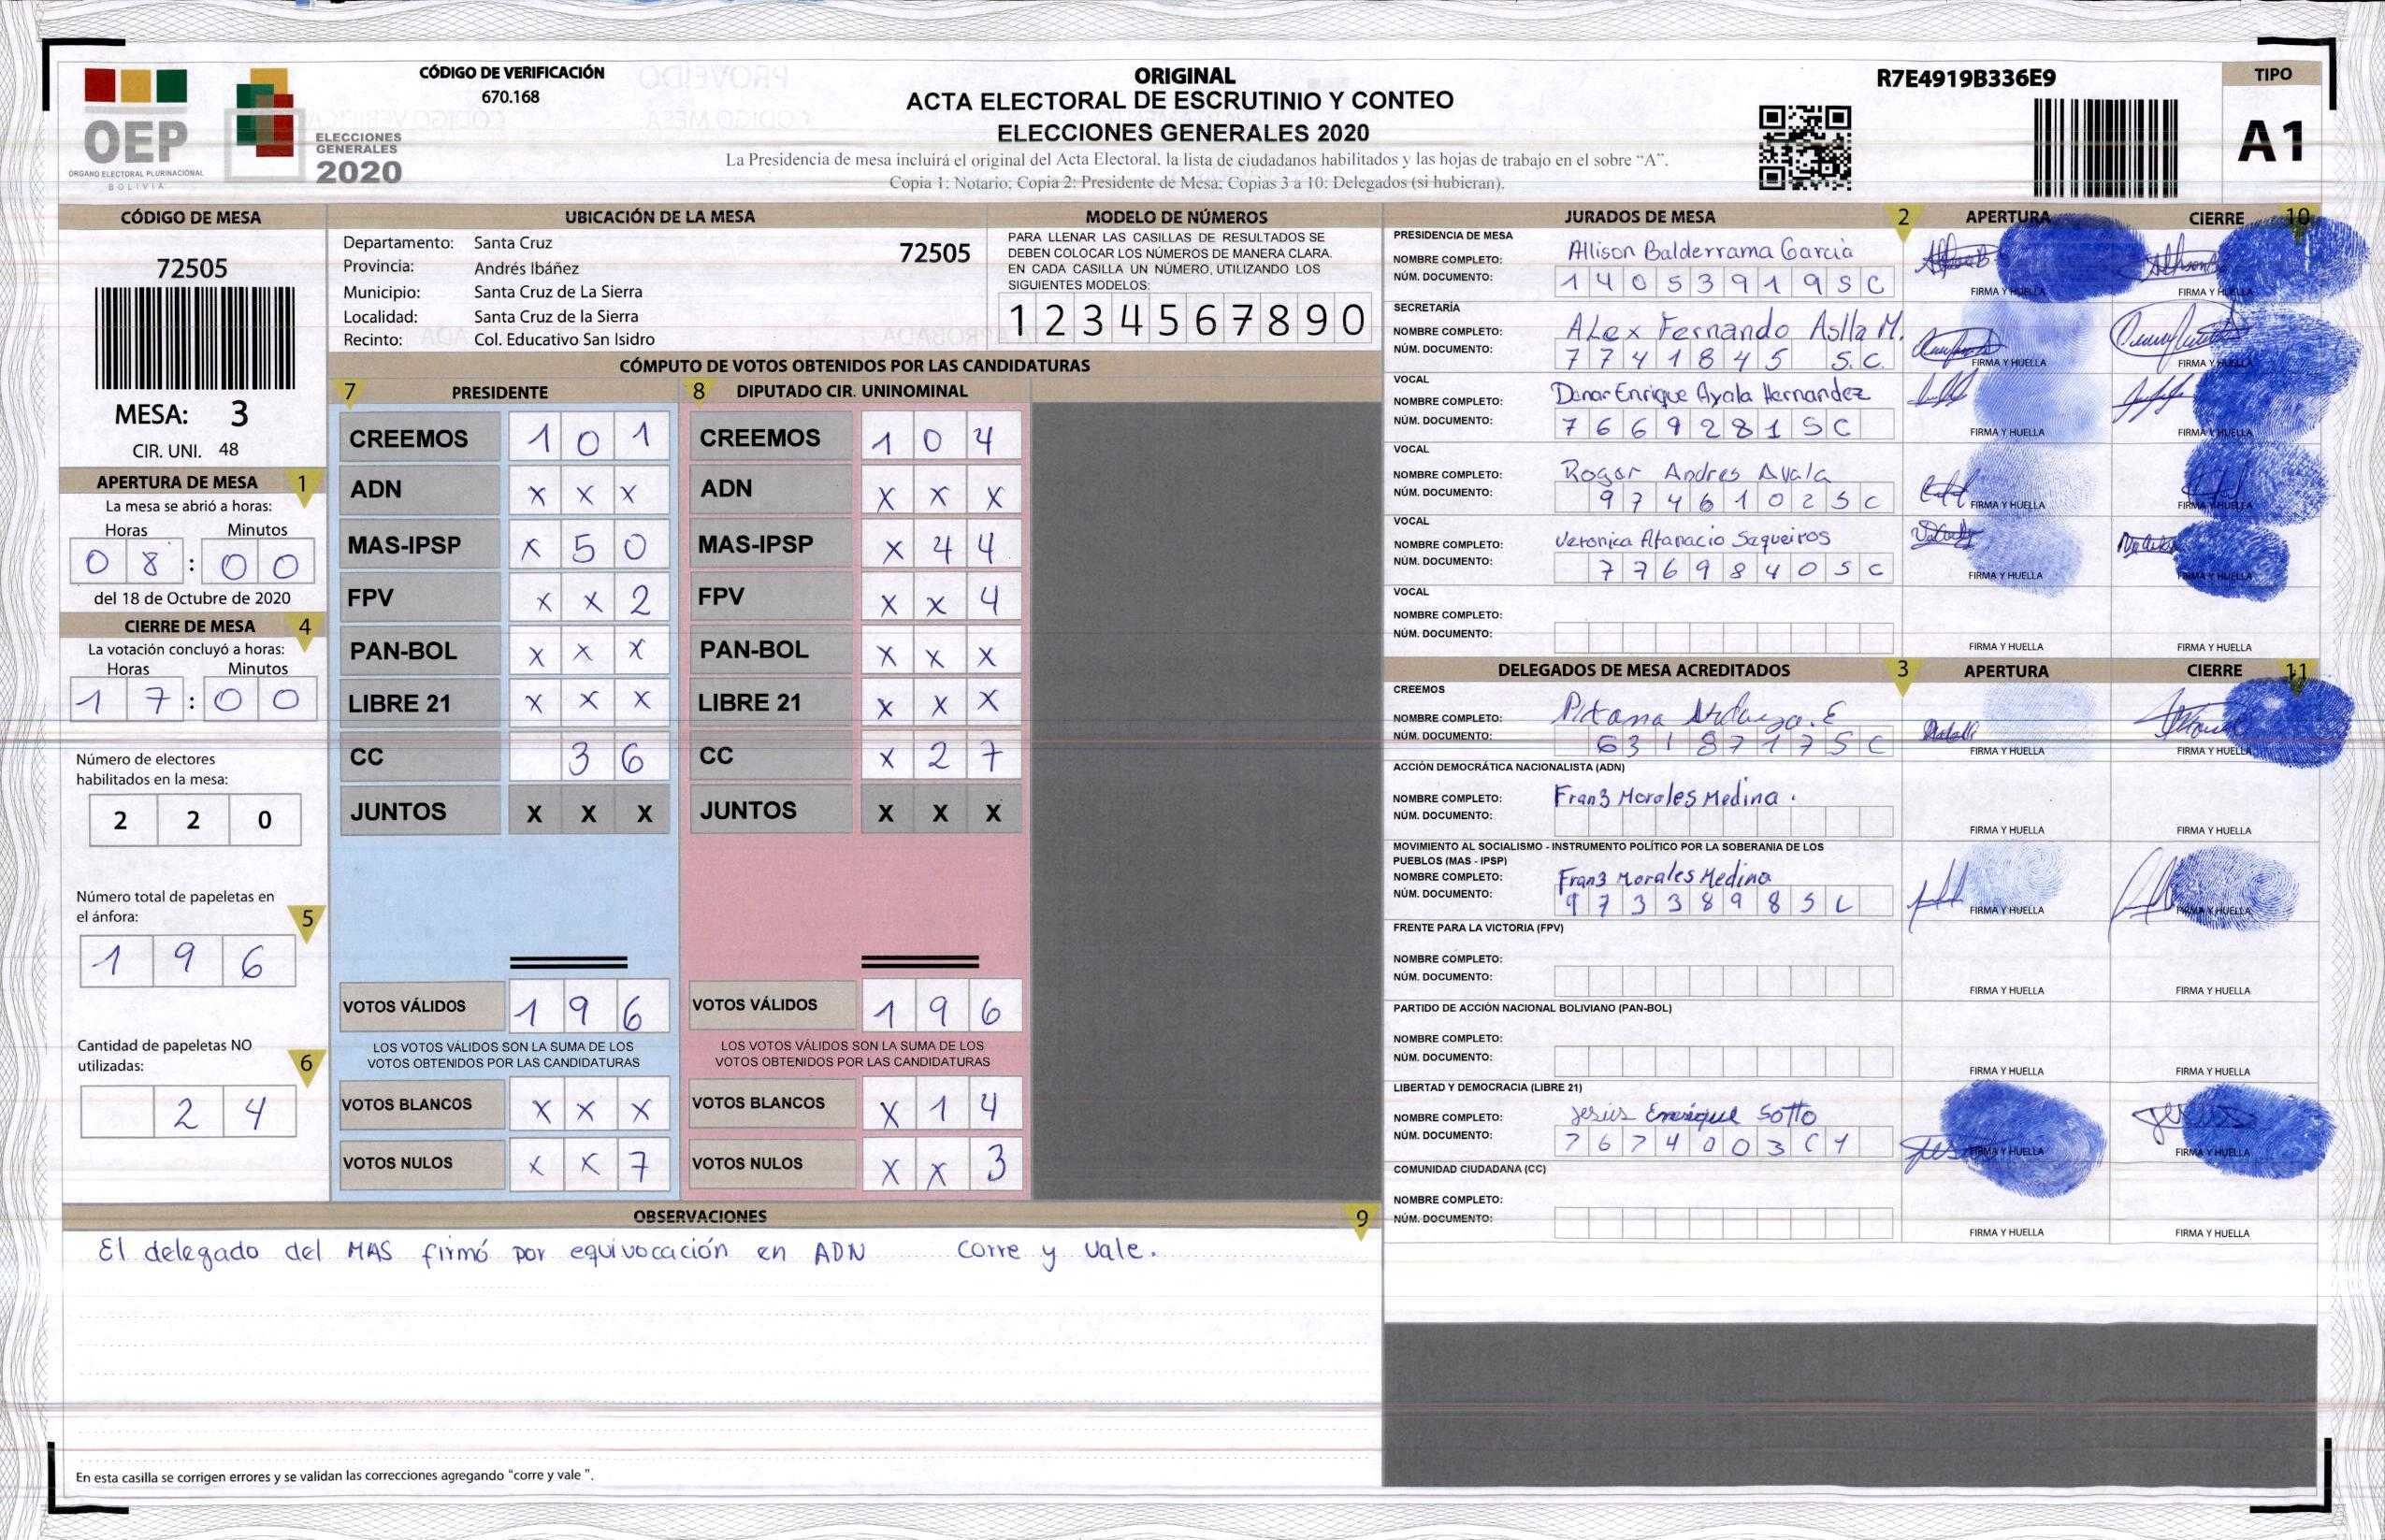 CÓDIGO DE VERIFICACIÓN
670.168
OEP
ÓRGANO ELECTORAL PLURINACIONAL
BOLIVIA
ELECCIONES
GENERALES
2020
ORIGINAL
ACTA ELECTORAL DE ESCRUTINIO Y CONTEO
ELECCIONES GENERALES 2020
La Presidencia de mesa incluirá el original del Acta Electoral, la lista de ciudadanos habilitados y las hojas de trabajo en el sobre “A”.
Copia 1: Notario; Copia 2: Presidente de Mesa; Copias 3 a 10: Delegados (si hubieran).
R7E4919B336E9
TIPO
A1
CÓDIGO DE MESA
72505
MESA: 3
CIR. UNI. 48
APERTURA DE MESA 1
La mesa se abrió a horas:
Horas Minutos
0 8 : 0 0
del 18 de Octubre de 2020
CIERRE DE MESA 4
La votación concluyó a horas:
Horas Minutos
1 7 : 0 0
Número de electores
habilitados en la mesa:
2 2 0
Número total de papeletas en
el ánfora: 5
1 9 6
Cantidad de papeletas NO
utilizadas: 6
2 4
UBICACIÓN DE LA MESA
Departamento: Santa Cruz 72505
Provincia: Andrés Ibáñez
Municipio: Santa Cruz de La Sierra
Localidad: Santa Cruz de la Sierra
Recinto: Col. Educativo San Isidro
MODELO DE NÚMEROS
PARA LLENAR LAS CASILLAS DE RESULTADOS SE
DEBEN COLOCAR LOS NÚMEROS DE MANERA CLARA.
EN CADA CASILLA UN NÚMERO, UTILIZANDO LOS
SIGUIENTES MODELOS:
1 2 3 4 5 6 7 8 9 0
CÓMPUTO DE VOTOS OBTENIDOS POR LAS CANDIDATURAS
7 PRESIDENTE
CREEMOS 1 0 1
ADN X X X
MAS-IPSP X 5 0
FPV X X 2
PAN-BOL X X X
LIBRE 21 X X X
CC 3 6
JUNTOS X X X
VOTOS VÁLIDOS 1 9 6
LOS VOTOS VÁLIDOS SON LA SUMA DE LOS
VOTOS OBTENIDOS POR LAS CANDIDATURAS
VOTOS BLANCOS X X X
VOTOS NULOS X X 7
8 DIPUTADO CIR. UNINOMINAL
CREEMOS 1 0 4
ADN X X X
MAS-IPSP X 4 4
FPV X X 4
PAN-BOL X X X
LIBRE 21 X X X
CC X 2 7
JUNTOS X X X
VOTOS VÁLIDOS 1 9 6
LOS VOTOS VÁLIDOS SON LA SUMA DE LOS
VOTOS OBTENIDOS POR LAS CANDIDATURAS
VOTOS BLANCOS X 1 4
VOTOS NULOS X X 3
OBSERVACIONES 9
El delegado del MAS firmó por equivocación en ADN corre y vale.
En esta casilla se corrigen errores y se validan las correcciones agregando “corre y vale ”.
JURADOS DE MESA 2 APERTURA CIERRE 10
PRESIDENCIA DE MESA
NOMBRE COMPLETO: Allison Balderrama Garcia
NÚM. DOCUMENTO: 1 4 0 5 3 9 1 9 S C
FIRMA Y HUELLA FIRMA Y HUELLA
SECRETARÍA
NOMBRE COMPLETO: ALex Fernando Aslla M.
NÚM. DOCUMENTO: 7 7 4 1 8 4 5 S.C.
FIRMA Y HUELLA FIRMA Y HUELLA
VOCAL
NOMBRE COMPLETO: Enrique Ayala Hernandez
NÚM. DOCUMENTO: 7 6 6 9 2 8 1 S C
FIRMA Y HUELLA FIRMA Y HUELLA
VOCAL
NOMBRE COMPLETO: Roger Andres Avala
NÚM. DOCUMENTO: 9 7 4 6 1 0 2 S C
FIRMA Y HUELLA FIRMA Y HUELLA
VOCAL
NOMBRE COMPLETO: Veronica Afanacio Saqueiros
NÚM. DOCUMENTO: 7 7 6 9 8 4 0 S C
FIRMA Y HUELLA FIRMA Y HUELLA
VOCAL
NOMBRE COMPLETO:
NÚM. DOCUMENTO:
FIRMA Y HUELLA FIRMA Y HUELLA
DELEGADOS DE MESA ACREDITADOS 3 APERTURA CIERRE 11
CREEMOS
NOMBRE COMPLETO:
NÚM. DOCUMENTO: 6 3 1 8 7 1 7 S C
FIRMA Y HUELLA FIRMA Y HUELLA
ACCIÓN DEMOCRÁTICA NACIONALISTA (ADN)
NOMBRE COMPLETO: Fran3 Morales Medina.
NÚM. DOCUMENTO:
FIRMA Y HUELLA FIRMA Y HUELLA
MOVIMIENTO AL SOCIALISMO - INSTRUMENTO POLÍTICO POR LA SOBERANIA DE LOS
PUEBLOS (MAS - IPSP)
NOMBRE COMPLETO: Fran3 Morales Medina
NÚM. DOCUMENTO: 9 7 3 3 8 9 8 S C
FIRMA Y HUELLA FIRMA Y HUELLA
FRENTE PARA LA VICTORIA (FPV)
NOMBRE COMPLETO:
NÚM. DOCUMENTO:
FIRMA Y HUELLA FIRMA Y HUELLA
PARTIDO DE ACCIÓN NACIONAL BOLIVIANO (PAN-BOL)
NOMBRE COMPLETO:
NÚM. DOCUMENTO:
FIRMA Y HUELLA FIRMA Y HUELLA
LIBERTAD Y DEMOCRACIA (LIBRE 21)
NOMBRE COMPLETO: Jesús Enrique Sotto
NÚM. DOCUMENTO: 7 6 7 4 0 0 3 C 1
FIRMA Y HUELLA FIRMA Y HUELLA
COMUNIDAD CIUDADANA (CC)
NOMBRE COMPLETO:
NÚM. DOCUMENTO:
FIRMA Y HUELLA FIRMA Y HUELLA